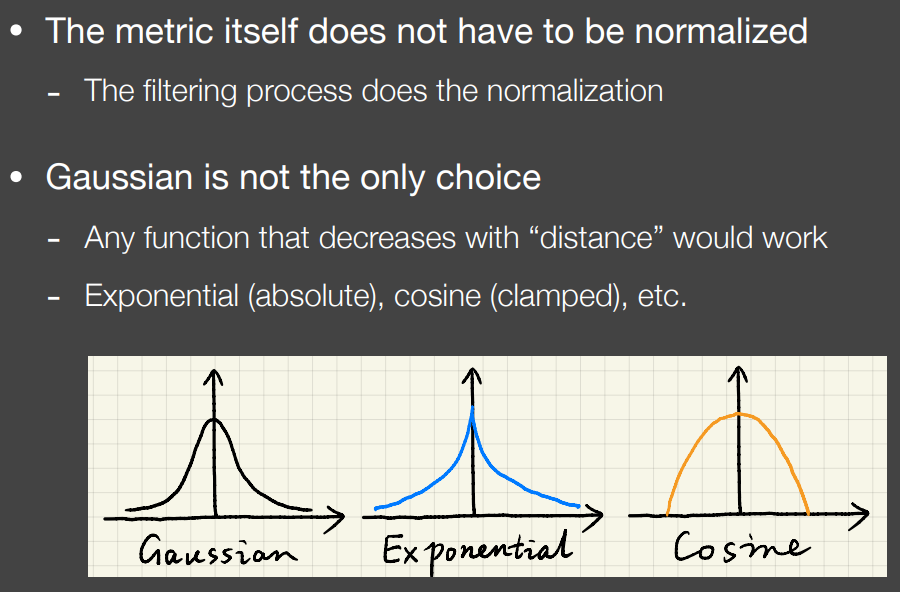 • The metric itself does not have to be normalized
- The filtering process does the normalization
• Gaussian is not the only choice
- Any function that decreases with “distance” would work
- Exponential (absolute), cosine (clamped), etc.
Gaussian Exponential Cosine